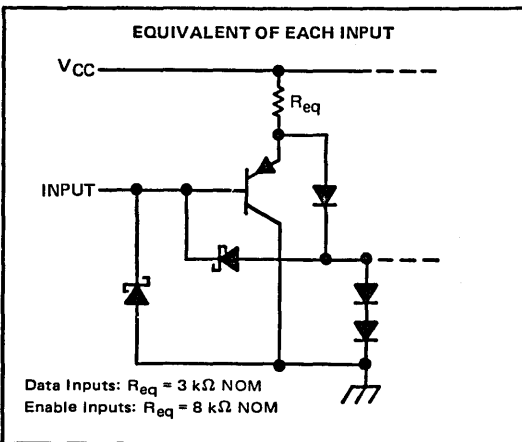 EQUIVALENT OF EACH INPUT
VCC
Req
INPUT
Data Inputs: Req = 3 kΩ NOM
Enable Inputs: Req = 8 kΩ NOM